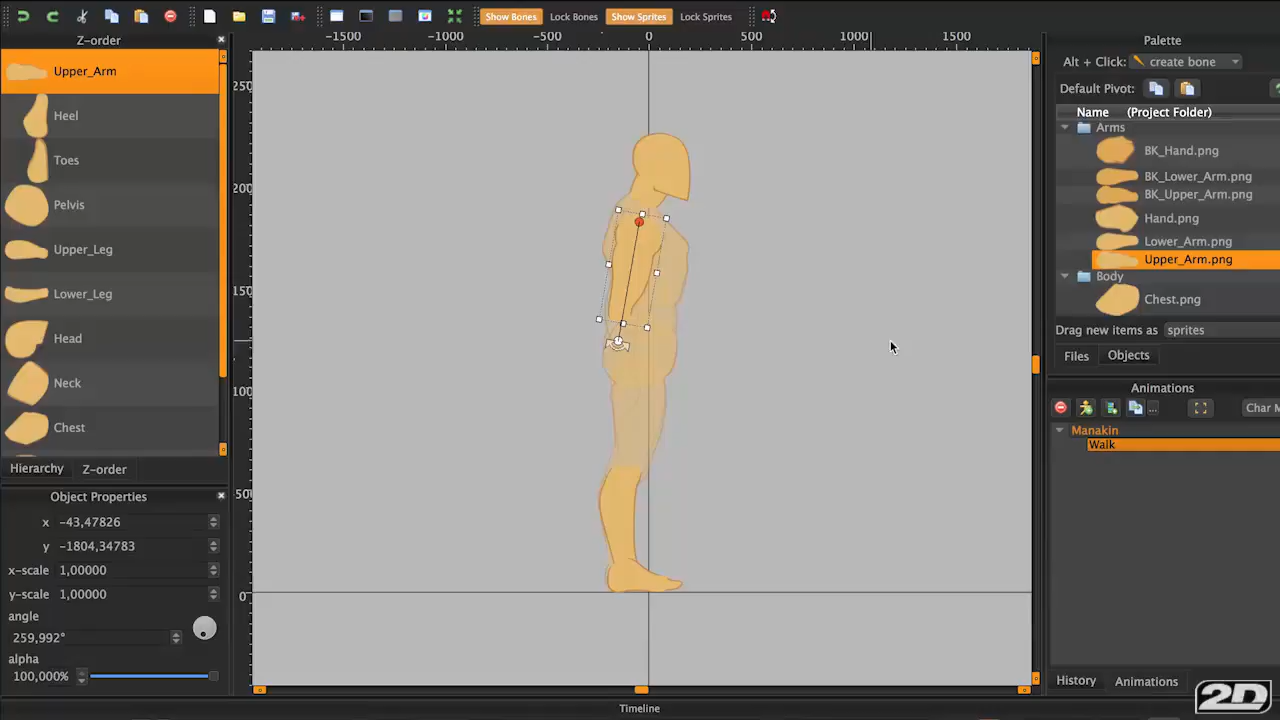 Show Bones Lock Bones Show Sprites Lock Sprites
Z-order
Upper_Arm
Heel
Toes
Pelvis
Upper_Leg
Lower_Leg
Head
Neck
Chest
Hierarchy Z-order
Object Properties
x -43,47826
y -1804,34783
x-scale 1,00000
y-scale 1,00000
angle
259,992°
alpha
100,000%
-1500 -1000 -500 0 500 1000 1500
0
Palette
Alt + Click: create bone
Default Pivot:
Name (Project Folder)
Arms
BK_Hand.png
BK_Lower_Arm.png
BK_Upper_Arm.png
Hand.png
Lower_Arm.png
Upper_Arm.png
Body
Chest.png
Drag new items as sprites
Files Objects
Animations
... Char M
Manakin
Walk
History Animations
Timeline
2D